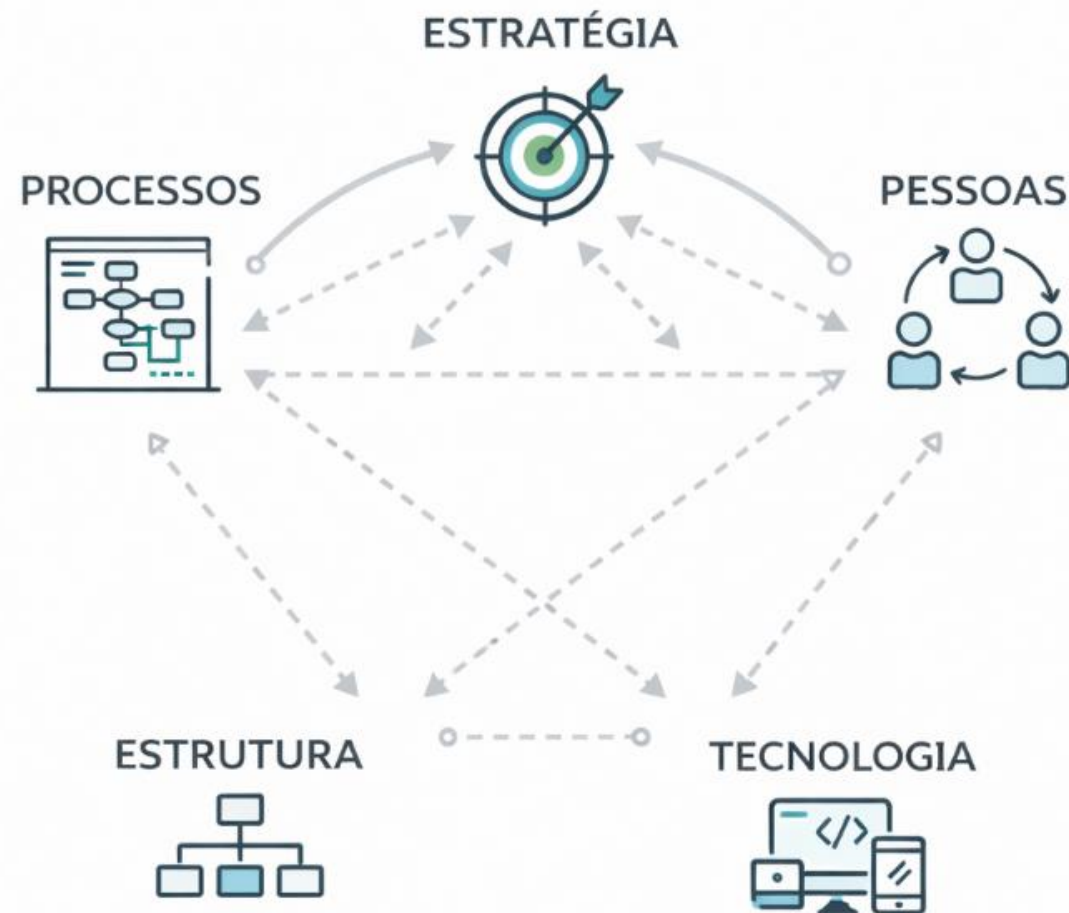 ESTRATÉGIA
PROCESSOS
PESSOAS
ESTRUTURA
TECNOLOGIA
</>